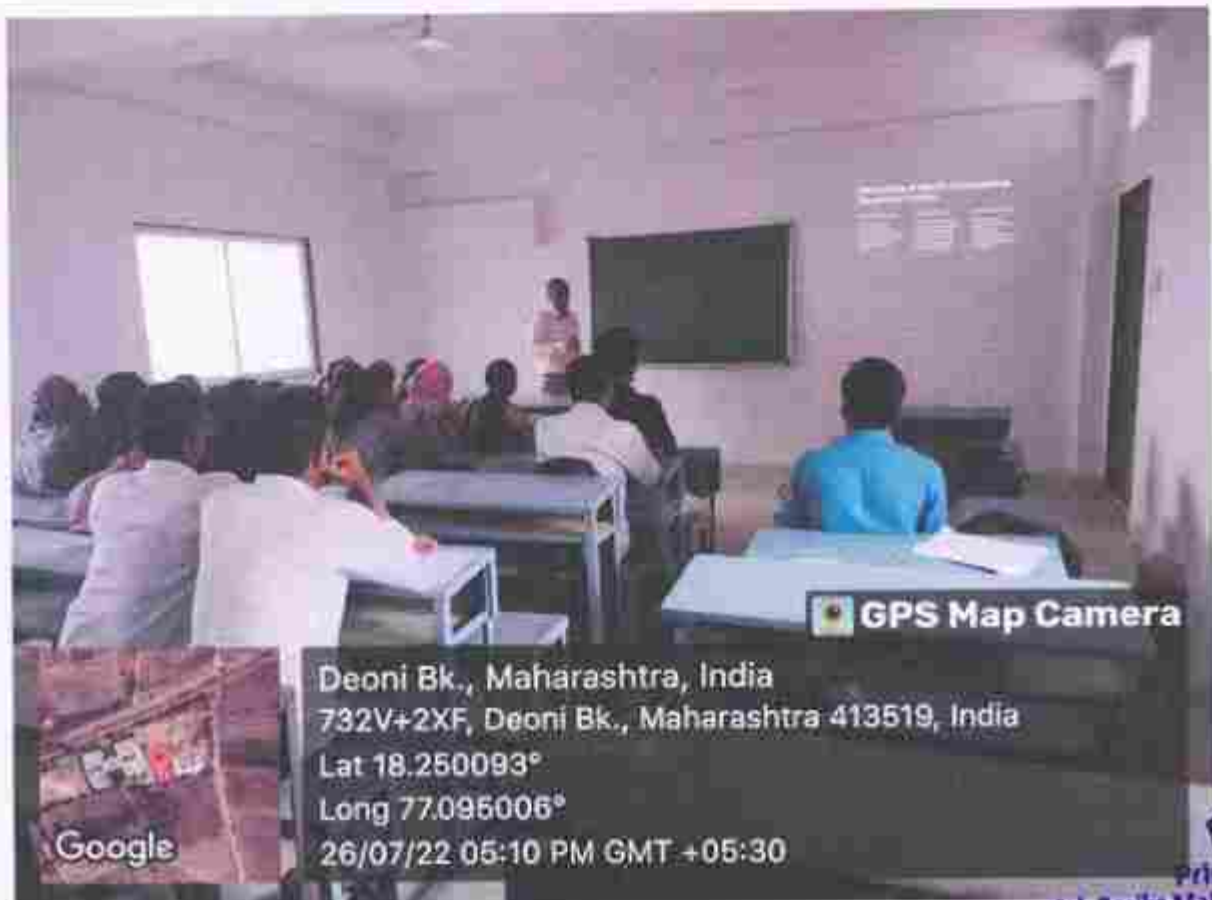 GPS Map Camera
Deoni Bk., Maharashtra, India
732V+2XF, Deoni Bk., Maharashtra 413519, India
Lat 18.250093°
Long 77.095006°
26/07/22 05:10 PM GMT +05:30
Google